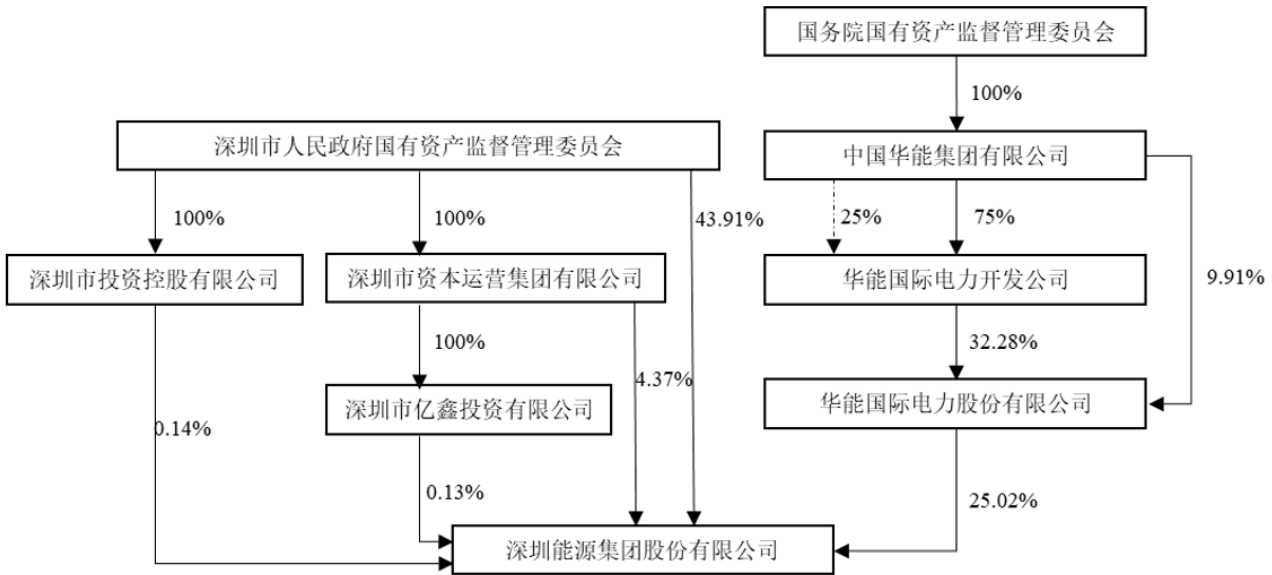 国务院国有资产监督管理委员会
100%
深圳市人民政府国有资产监督管理委员会
中国华能集团有限公司
100%
100%
43.91%
25%
75%
深圳市投资控股有限公司
深圳市资本运营集团有限公司
华能国际电力开发公司
9.91%
100%
4.37%
32.28%
深圳市亿鑫投资有限公司
华能国际电力股份有限公司
0.14%
0.13%
25.02%
深圳能源集团股份有限公司